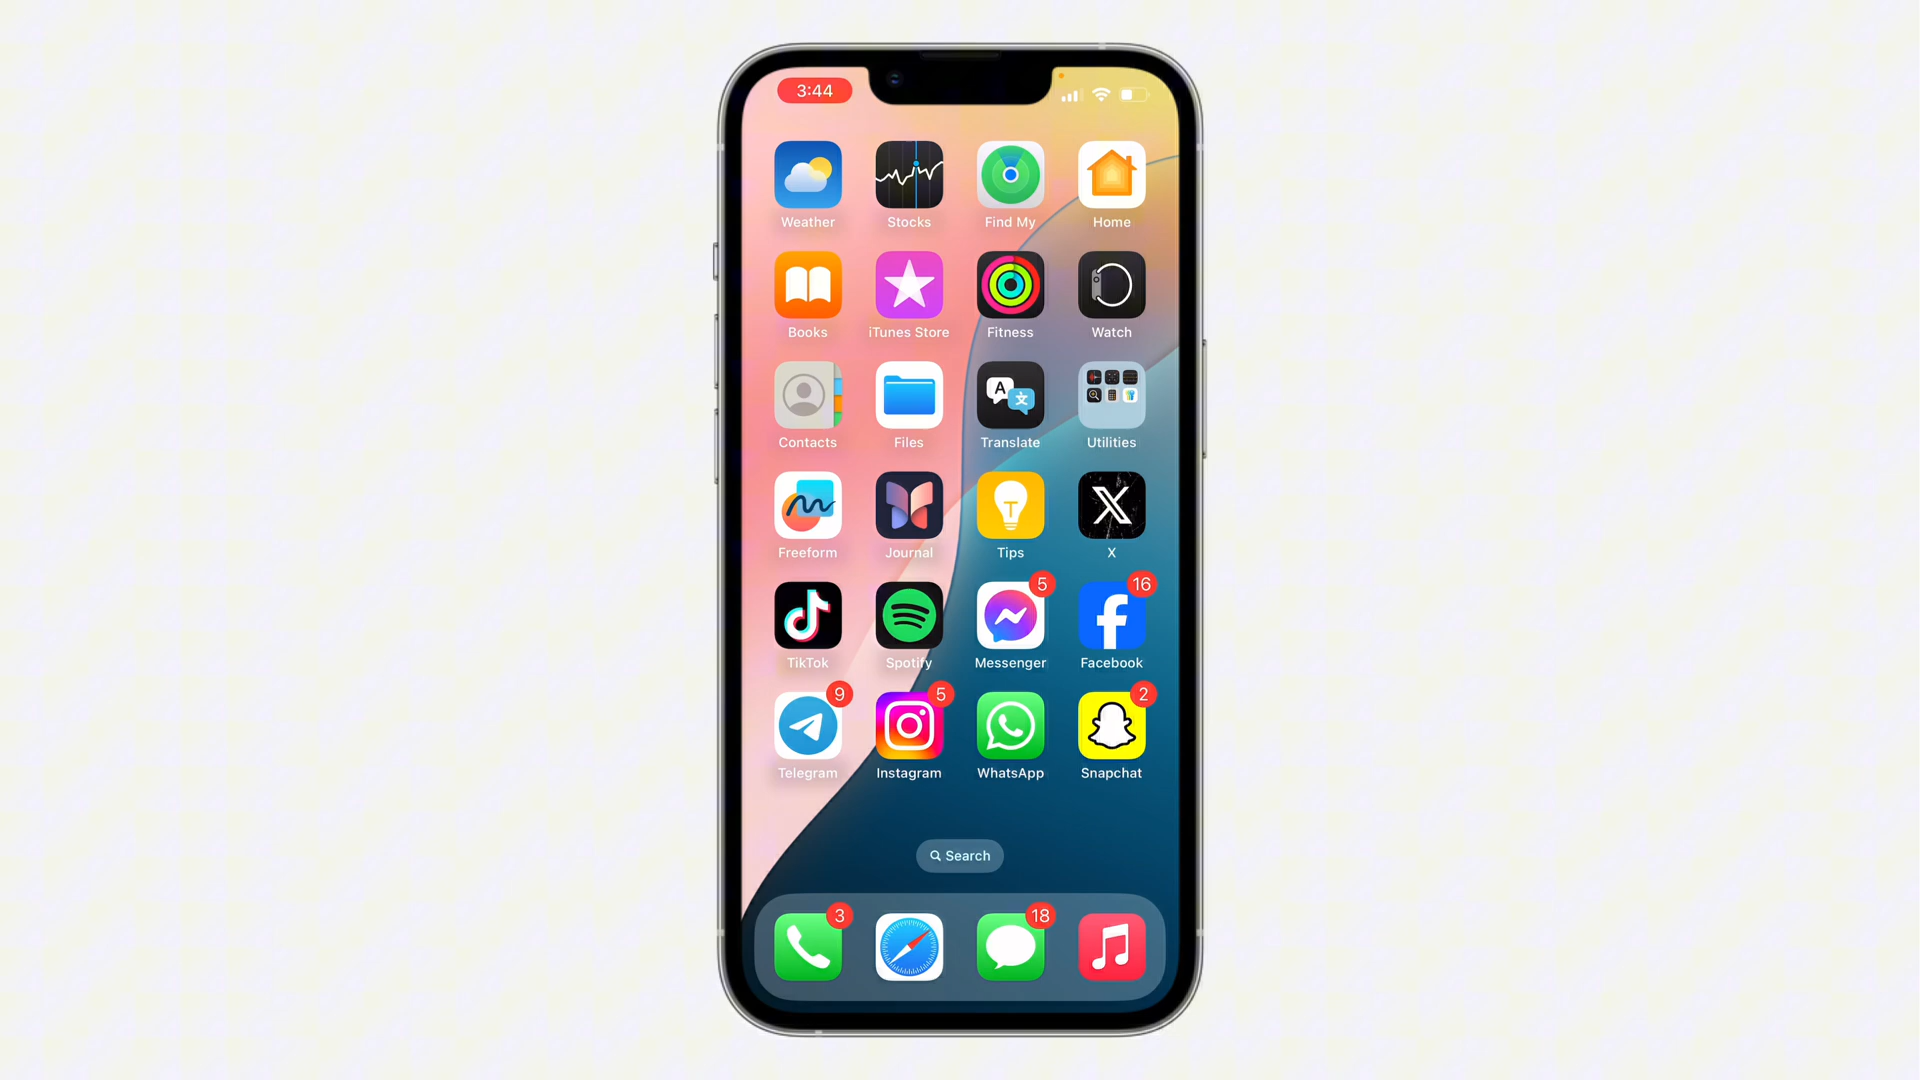 3:44
Weather Stocks Find My Home
Books iTunes Store Fitness Watch
Contacts Files Translate Utilities
A 文
Freeform Journal Tips X
T
5 16
TikTok Spotify Messenger Facebook
9 5 2
Telegram Instagram WhatsApp Snapchat
Search
3 18